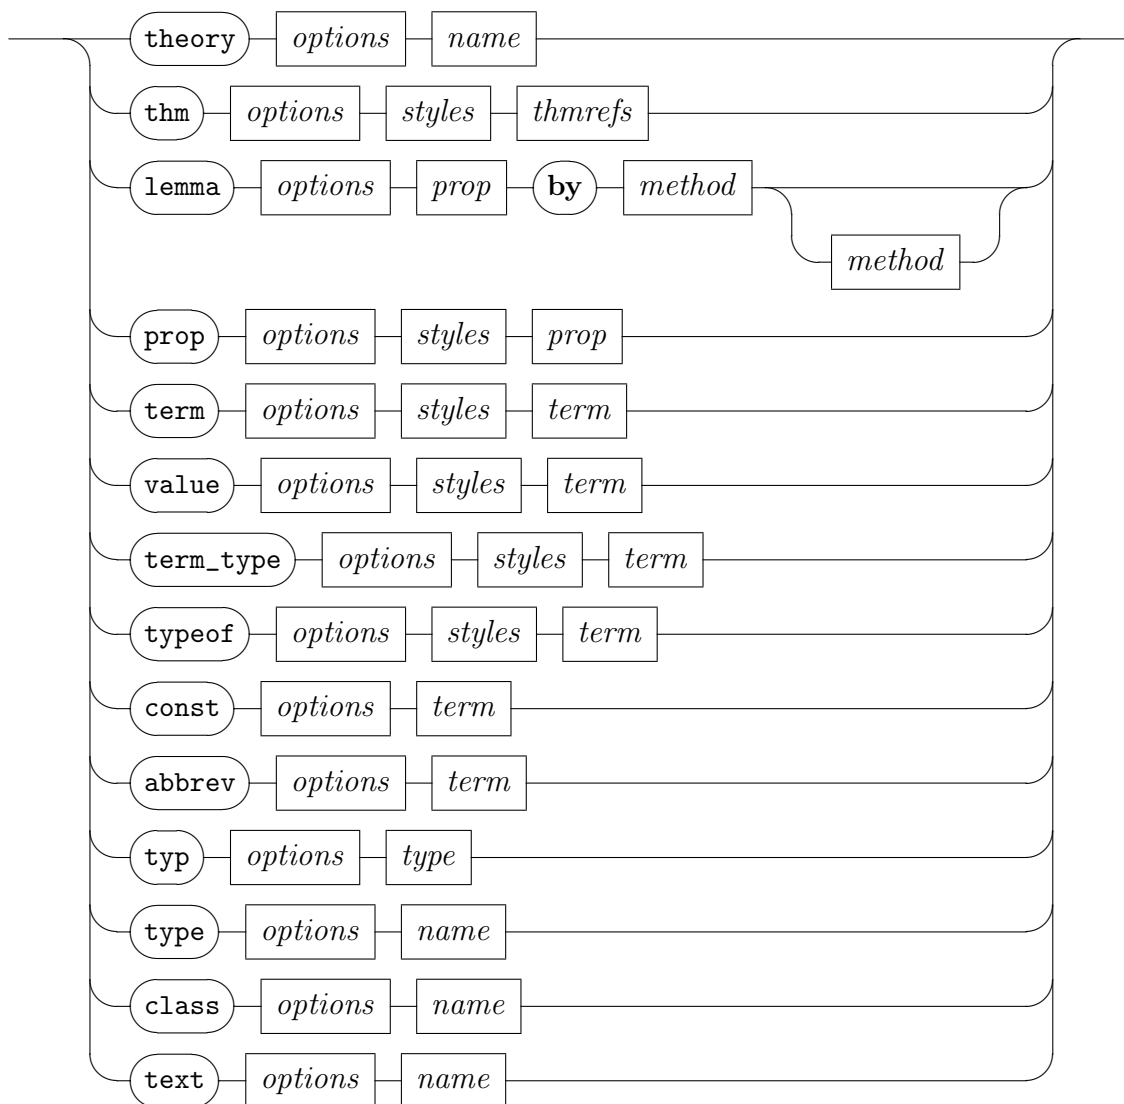 theory options name
thm options styles thmrefs
lemma options prop by method
method
prop options styles prop
term options styles term
value options styles term
term_type options styles term
typeof options styles term
const options term
abbrev options term
typ options type
type options name
class options name
text options name